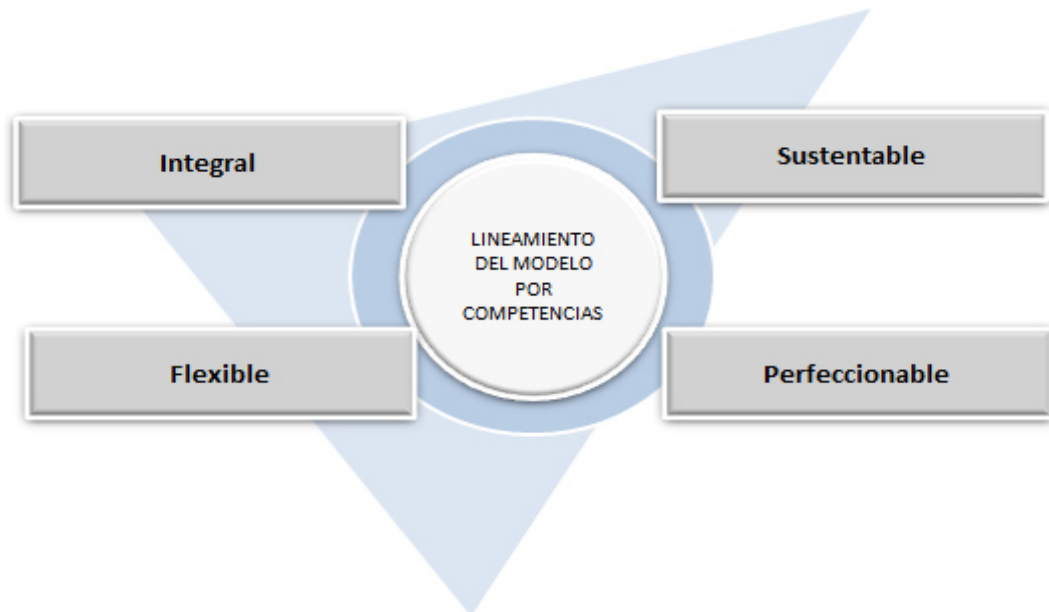 Integral
Sustentable
LINEAMIENTO
DEL MODELO
POR
COMPETENCIAS
Flexible
Perfeccionable